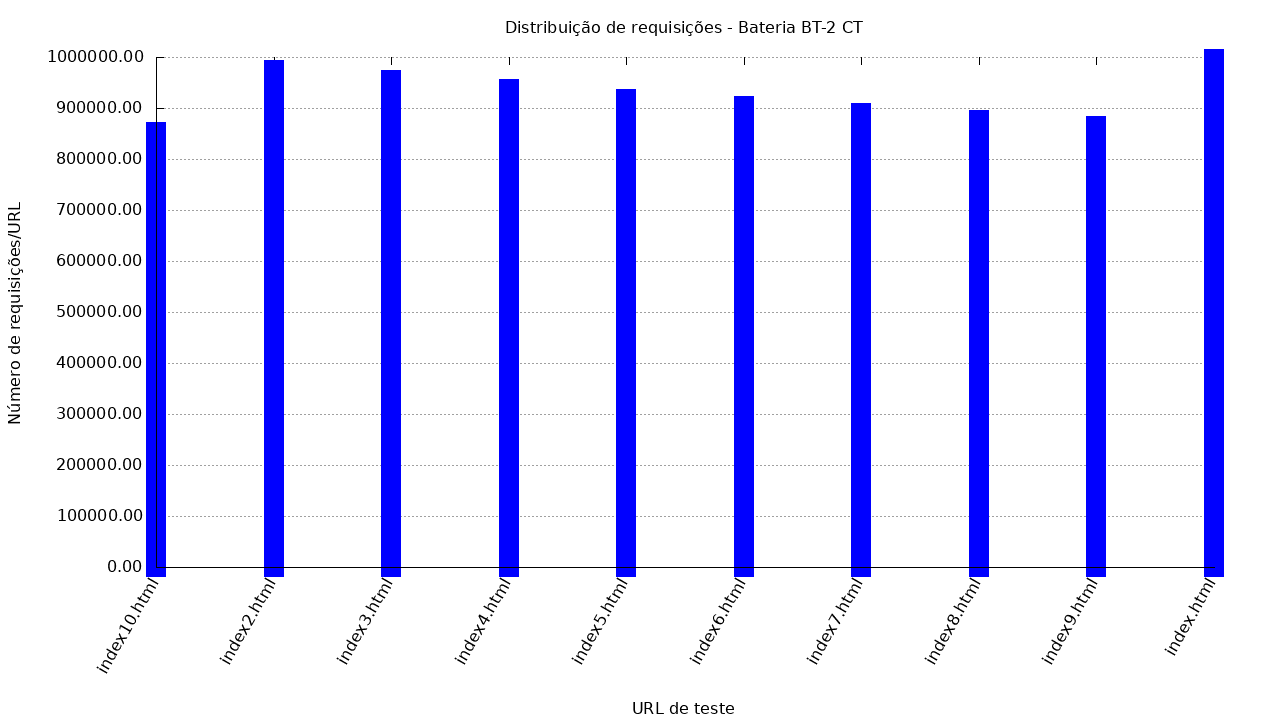 Distribuição de requisições - Bateria BT-2 CT
1000000.00
900000.00
800000.00
700000.00
600000.00
500000.00
400000.00
300000.00
200000.00
100000.00
0.00
Número de requisições/URL
index10.html
index2.html
index3.html
index4.html
index5.html
index6.html
index7.html
index8.html
index9.html
index.html
URL de teste